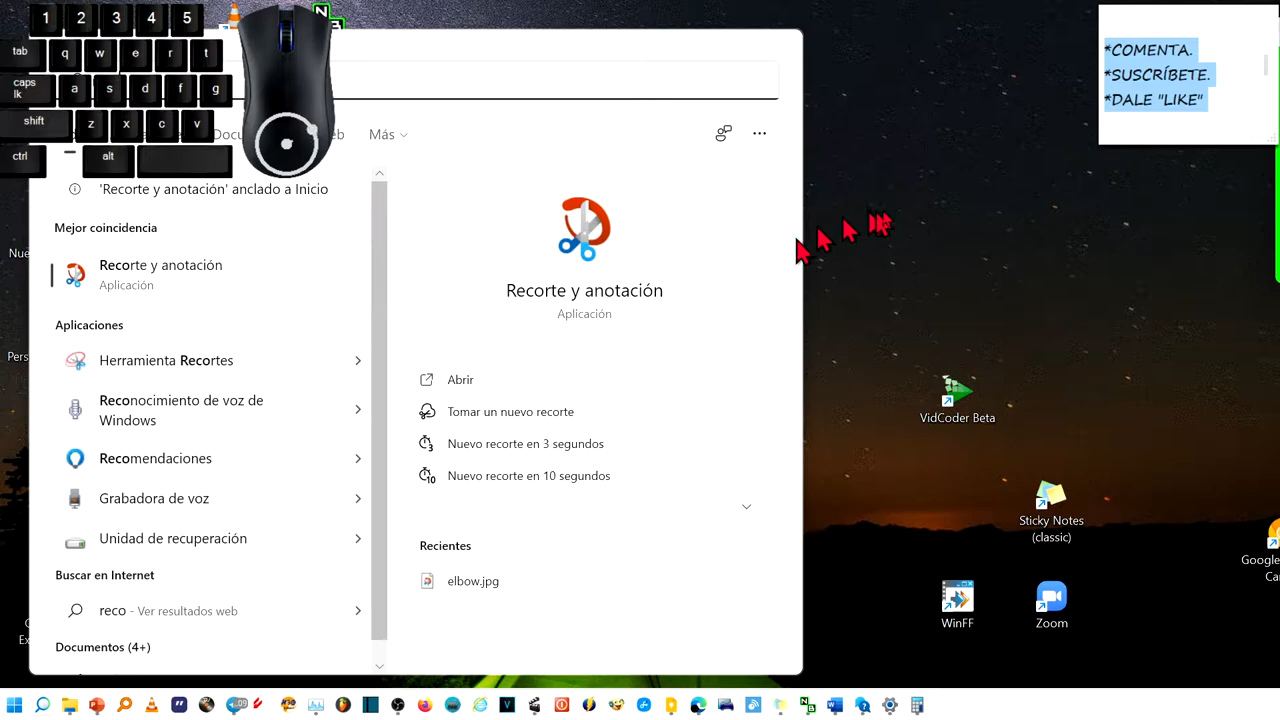 1 2 3 4 5
tab q w e r t
caps lk a s d f g
shift z x c v
ctrl alt
N
B
Más
'Recorte y anotación' anclado a Inicio
Mejor coincidencia
Recorte y anotación
Aplicación
Aplicaciones
Herramienta Recortes
Reconocimiento de voz de
Windows
Recomendaciones
Grabadora de voz
Unidad de recuperación
Buscar en Internet
reco - Ver resultados web
Documentos (4+)
Recorte y anotación
Aplicación
Abrir
Tomar un nuevo recorte
3
Nuevo recorte en 3 segundos
10
Nuevo recorte en 10 segundos
Recientes
elbow.jpg
*COMENTA.
*SUSCRÍBETE.
*DALE "LIKE"
VidCoder Beta
Sticky Notes
(classic)
Google
WinFF
Zoom